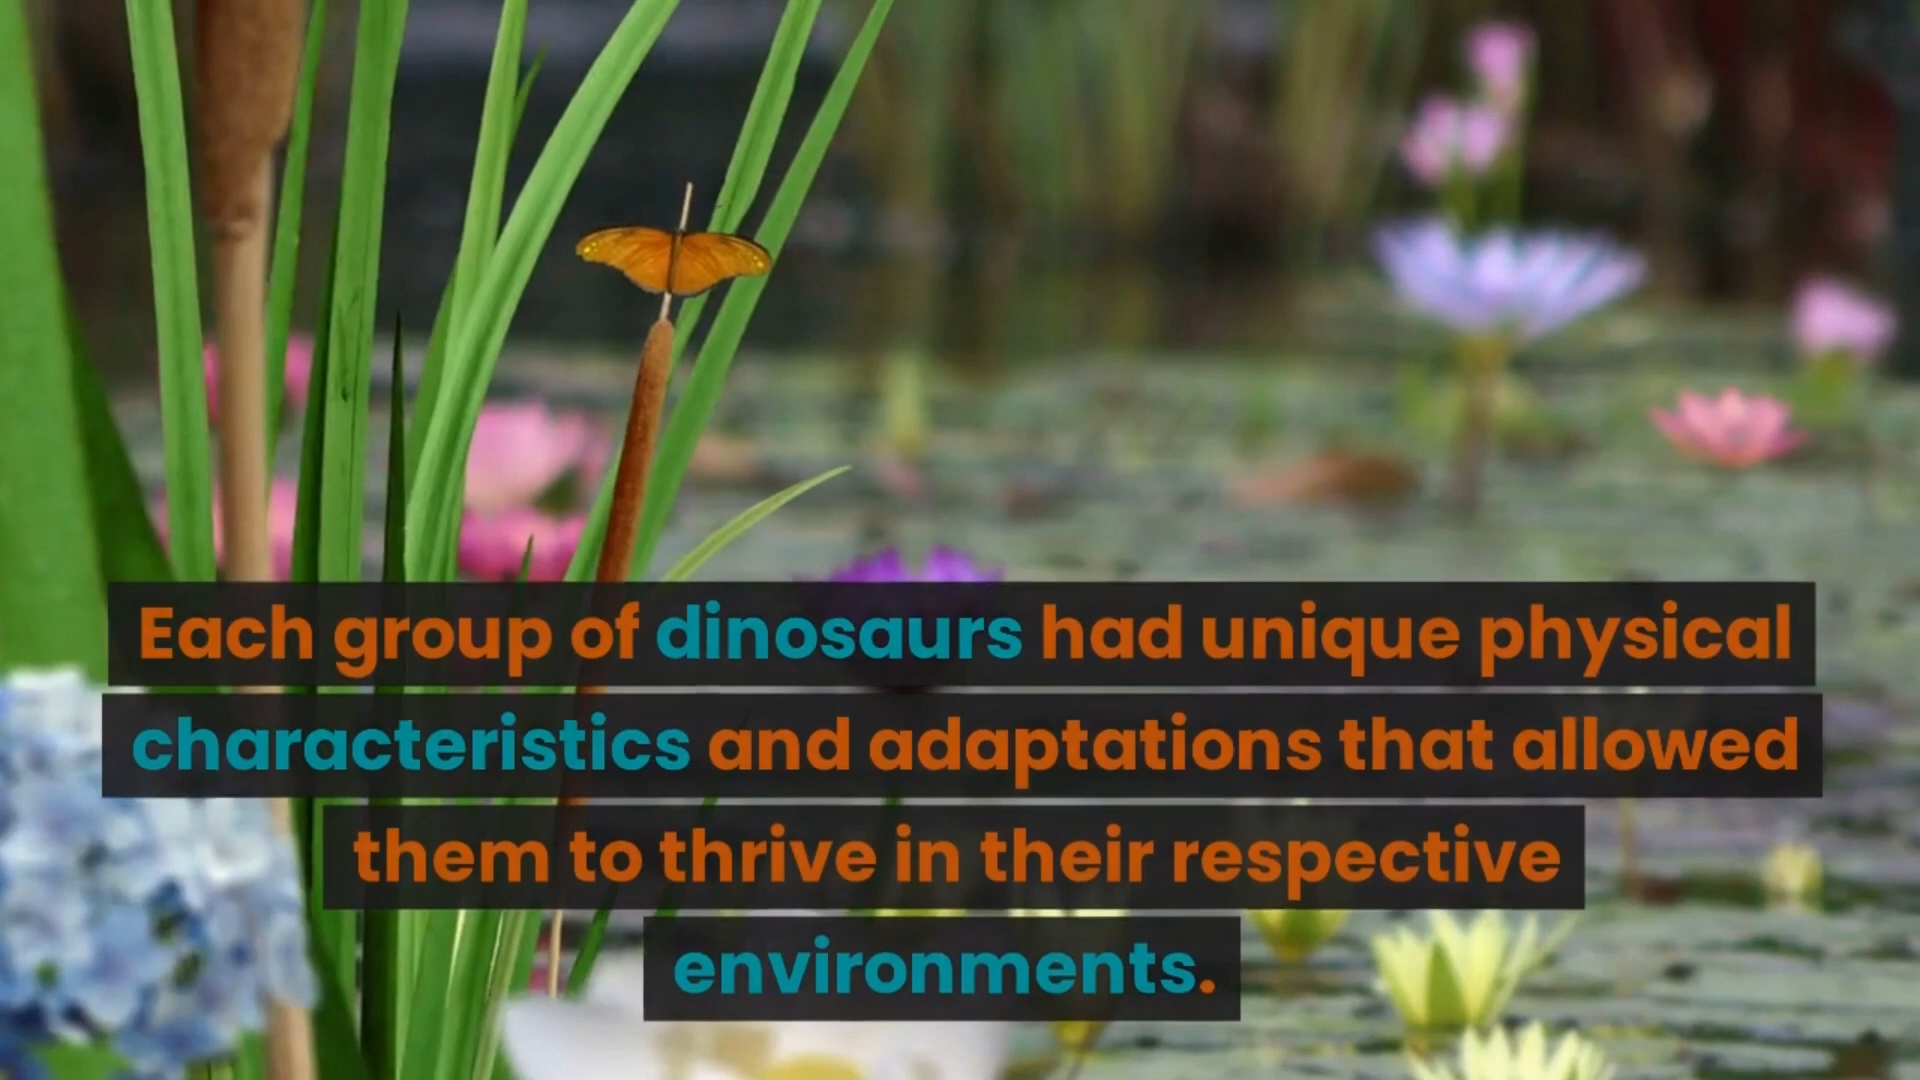 Each group of dinosaurs had unique physical
characteristics and adaptations that allowed
them to thrive in their respective
environments.